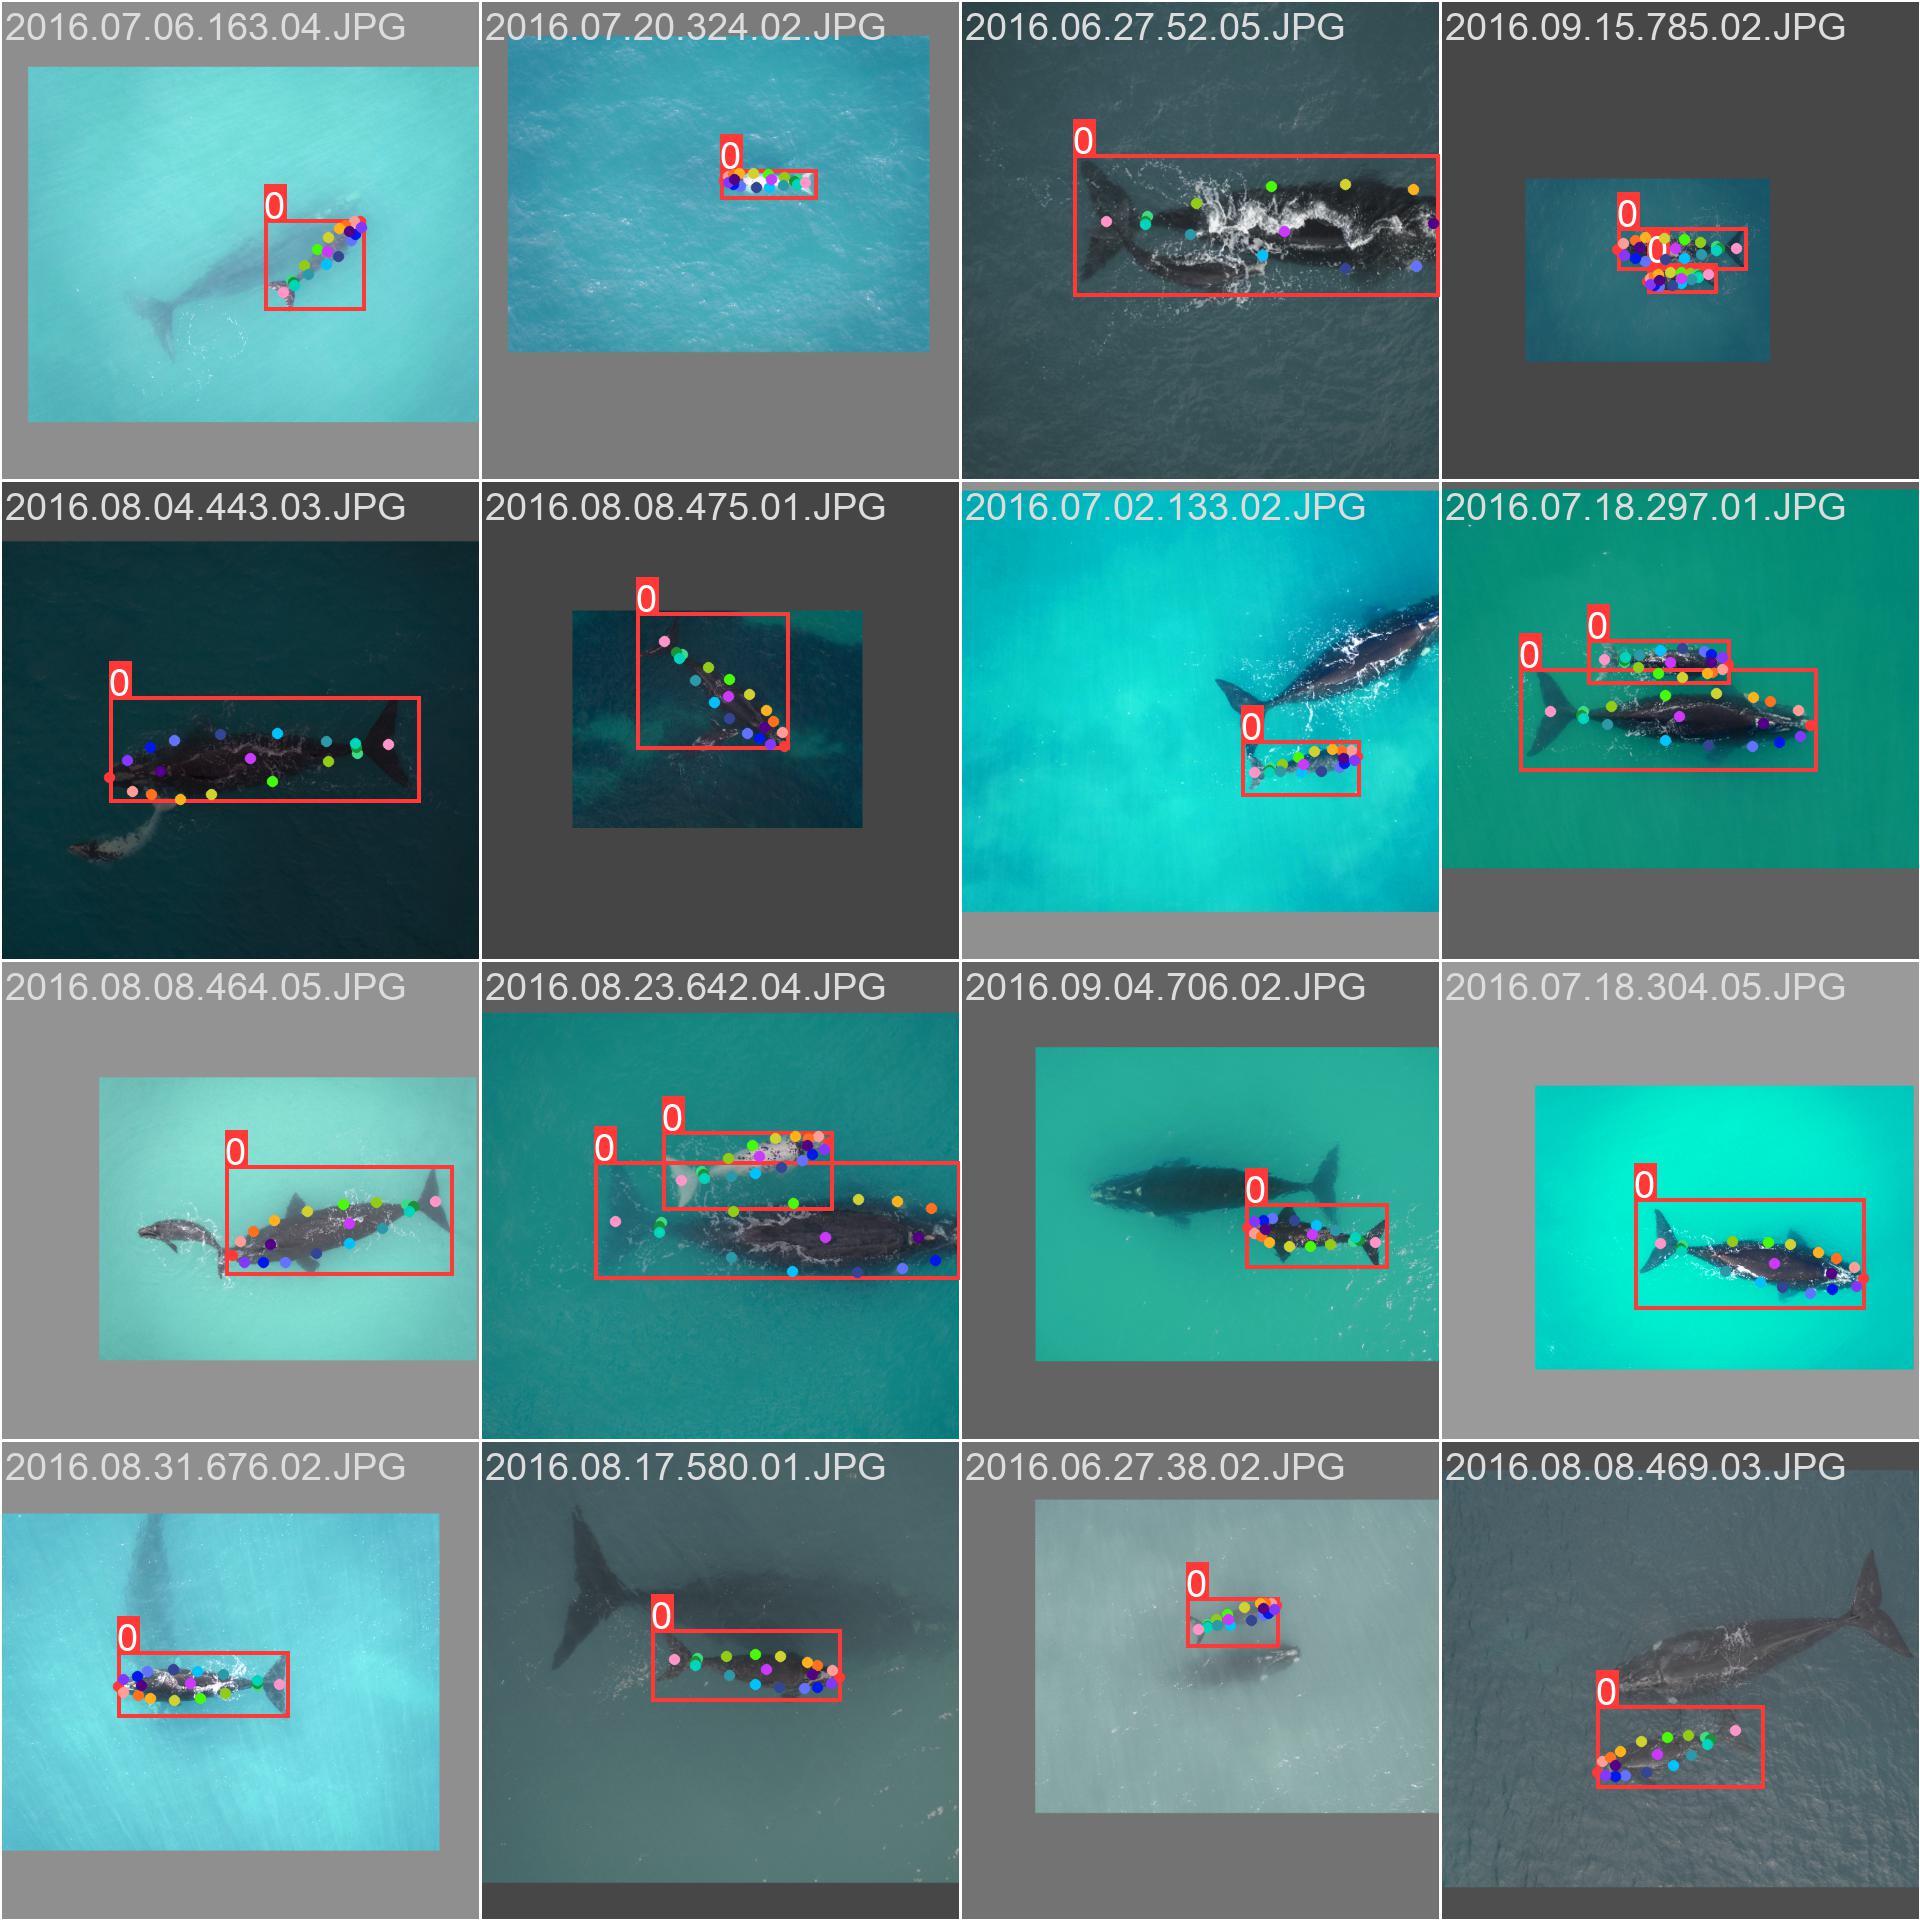 2016.07.06.163.04.JPG
2016.07.20.324.02.JPG
2016.06.27.52.05.JPG
2016.09.15.785.02.JPG
0
0
0
0
0
2016.08.04.443.03.JPG
2016.08.08.475.01.JPG
2016.07.02.133.02.JPG
2016.07.18.297.01.JPG
0
0
0
0
0
2016.08.08.464.05.JPG
2016.08.23.642.04.JPG
2016.09.04.706.02.JPG
2016.07.18.304.05.JPG
0
0
0
0
0
2016.08.31.676.02.JPG
2016.08.17.580.01.JPG
2016.06.27.38.02.JPG
2016.08.08.469.03.JPG
0
0
0
0